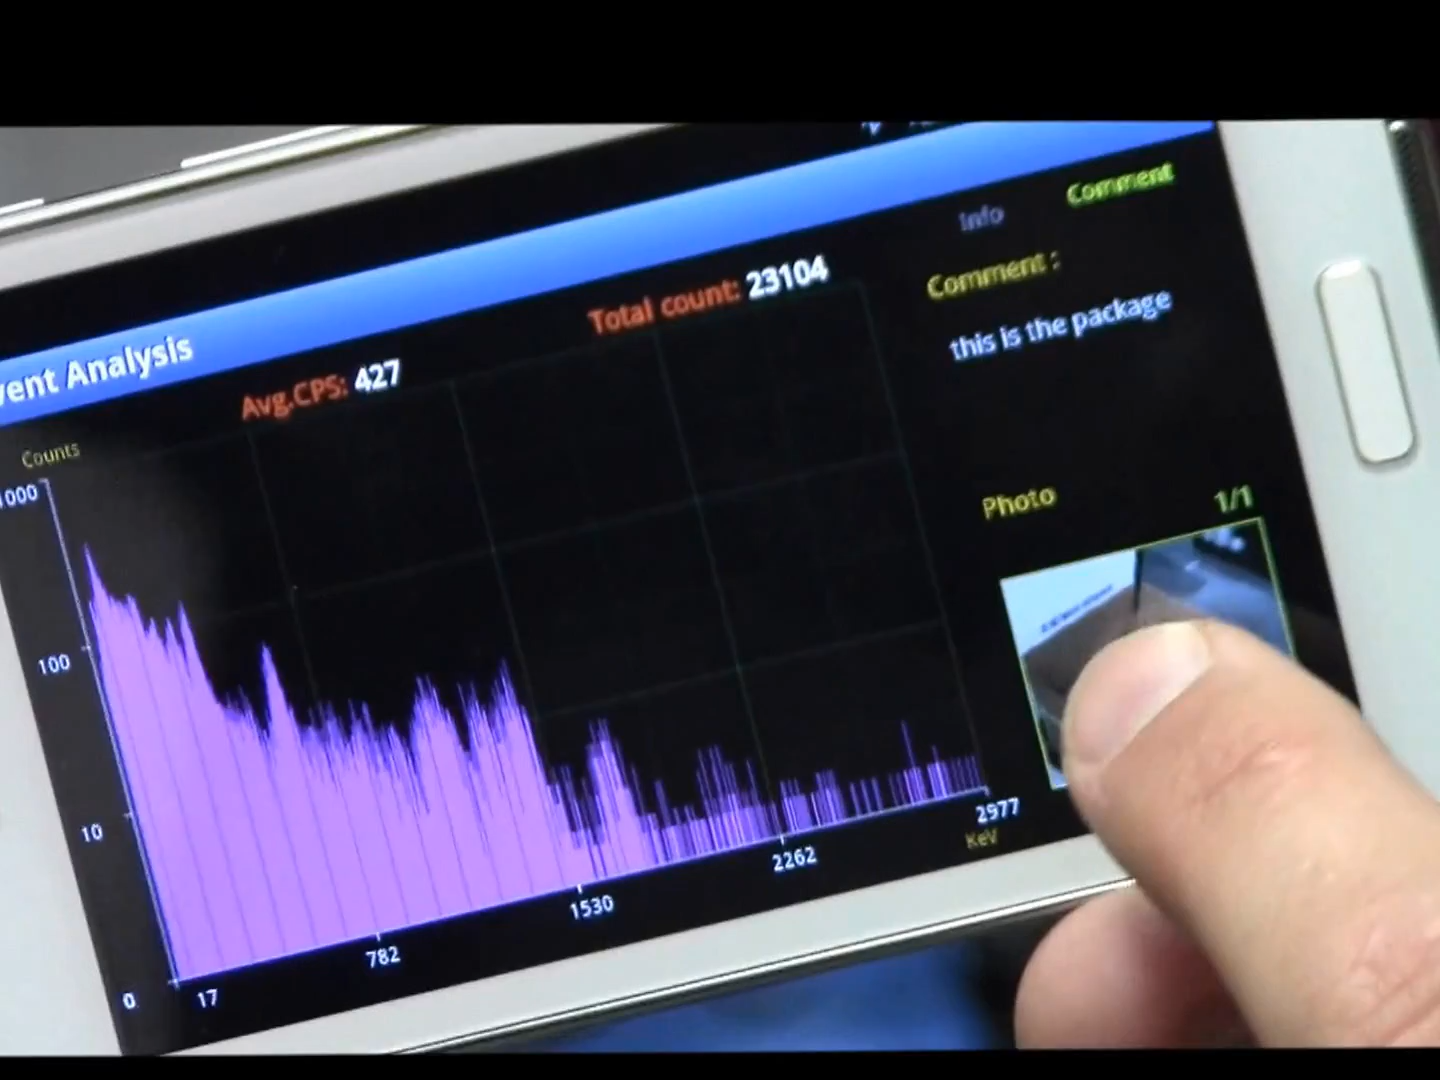 vent Analysis
Avg.CPS: 427
Total count: 23104
Info
Comment
Comment :
this is the package
Photo
1/1
Counts
1000
100
10
0
17
782
1530
2262
2977
KeV